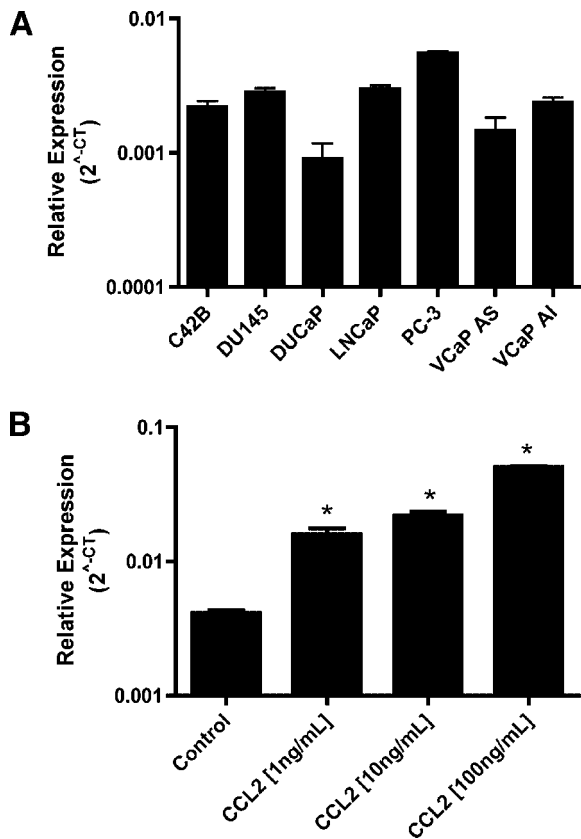 A
Relative Expression
(2^-CT)
0.01
0.001
0.0001
C42B
DU145
DUCaP
LNCaP
PC-3
VCaP AS
VCaP AI
B
Relative Expression
(2^-CT)
0.1
0.01
0.001
*
*
*
Control
CCL2 [1ng/mL]
CCL2 [10ng/mL]
CCL2 [100ng/mL]